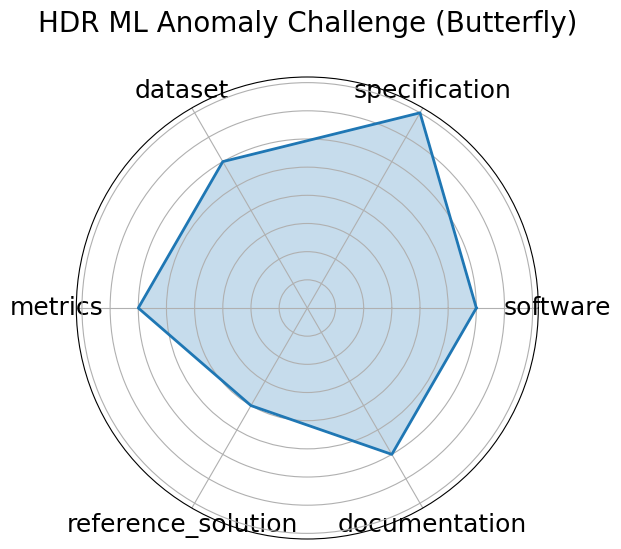 HDR ML Anomaly Challenge (Butterfly)
dataset
specification
metrics
software
reference_solution
documentation